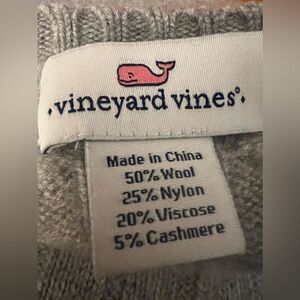 vineyard vines®
Made in China
50% Wool
25% Nylon
20% Viscose
5% Cashmere